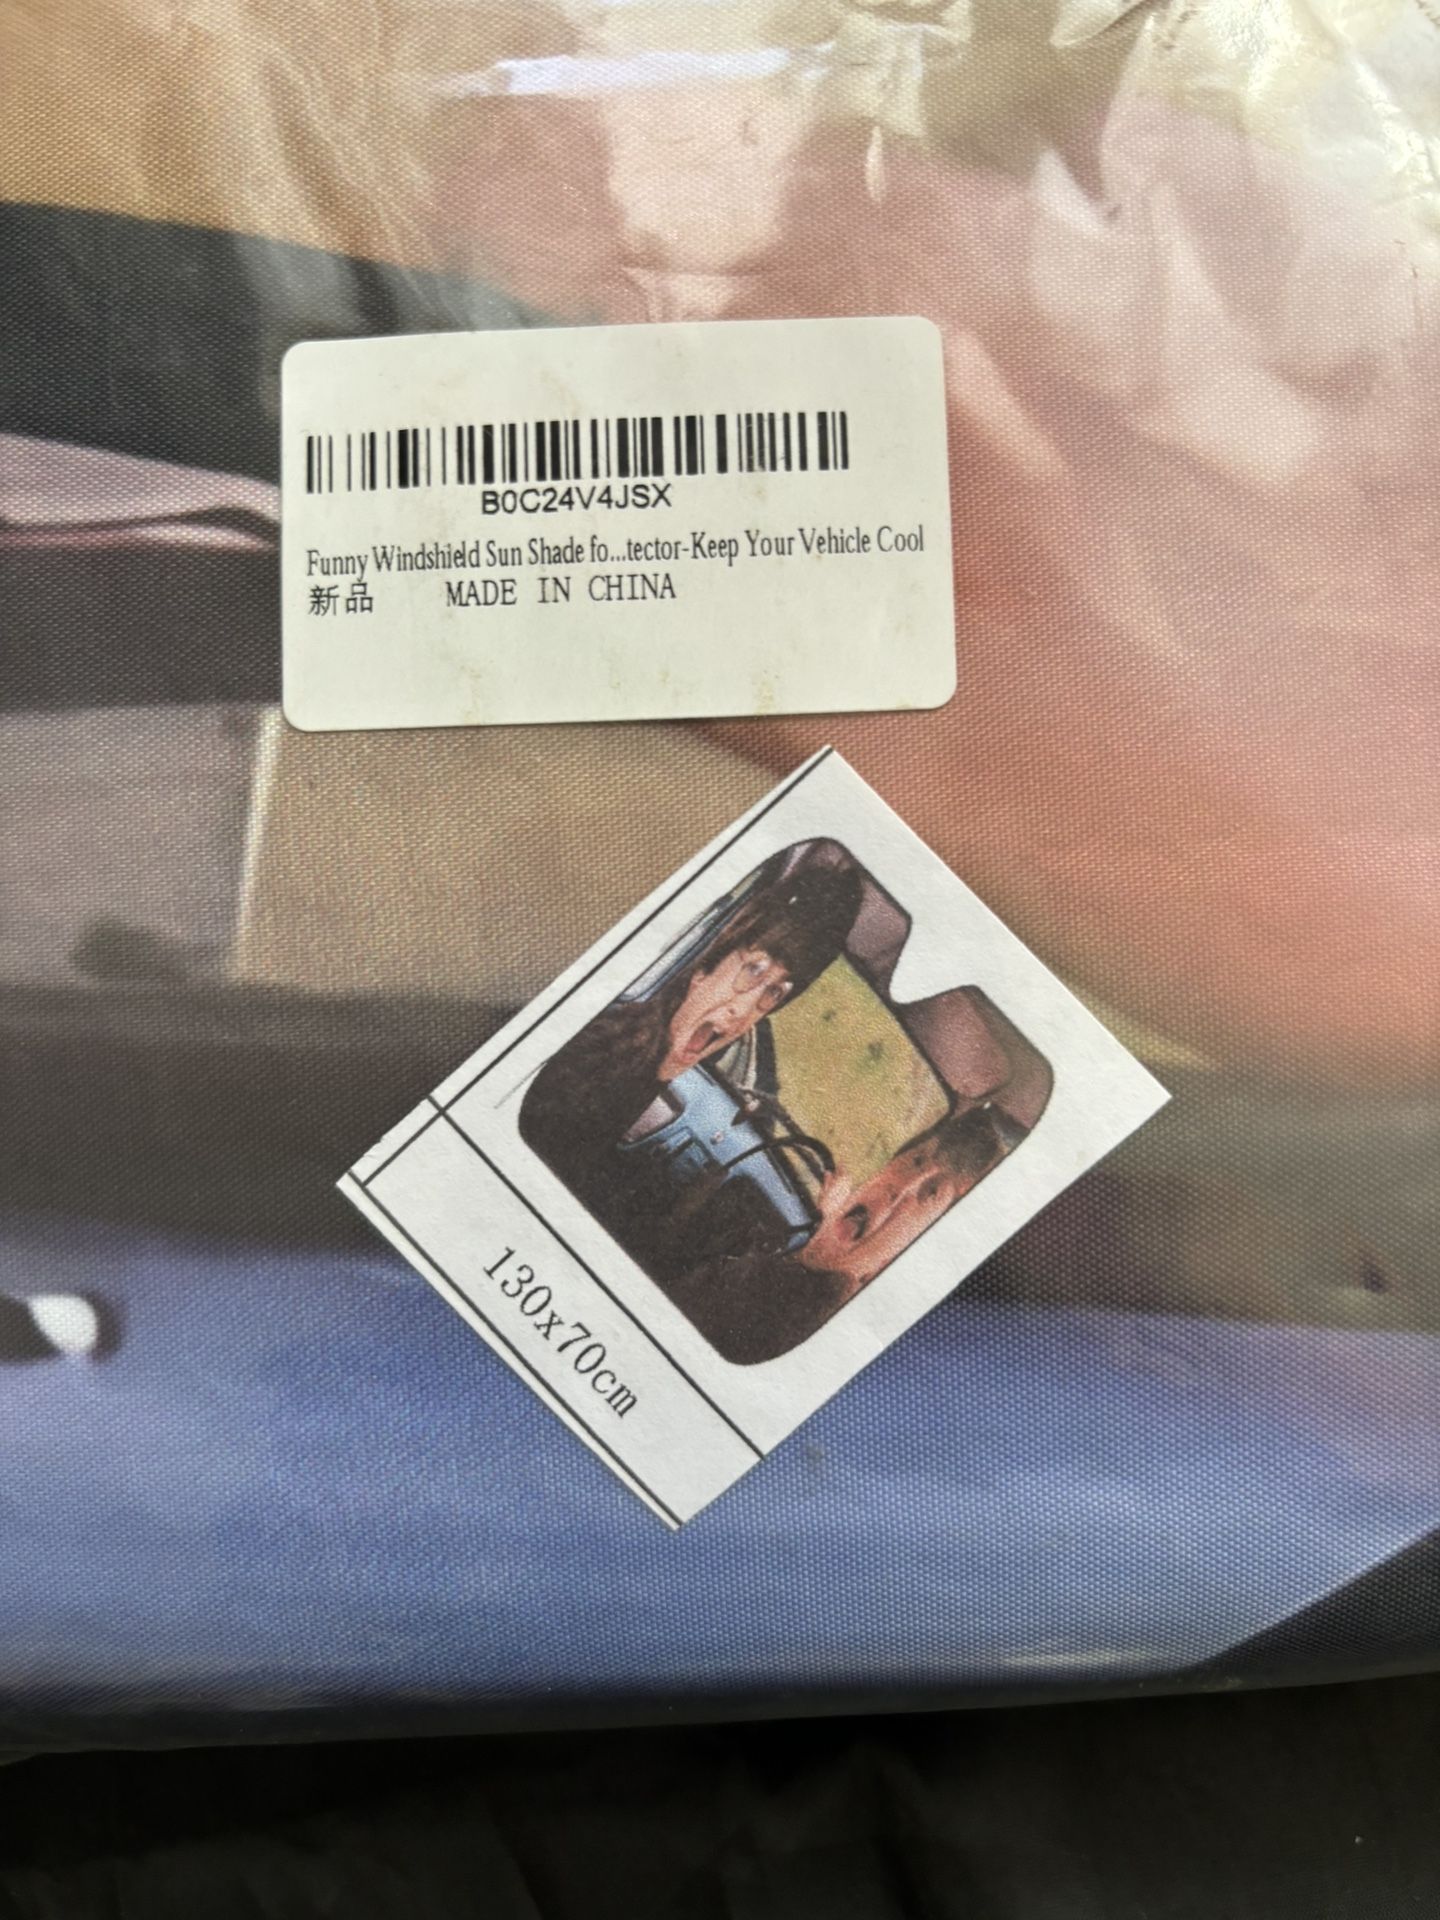 B0C24V4JSX
Funny Windshield Sun Shade fo...tector-Keep Your Vehicle Cool
新品 MADE IN CHINA
130x70cm